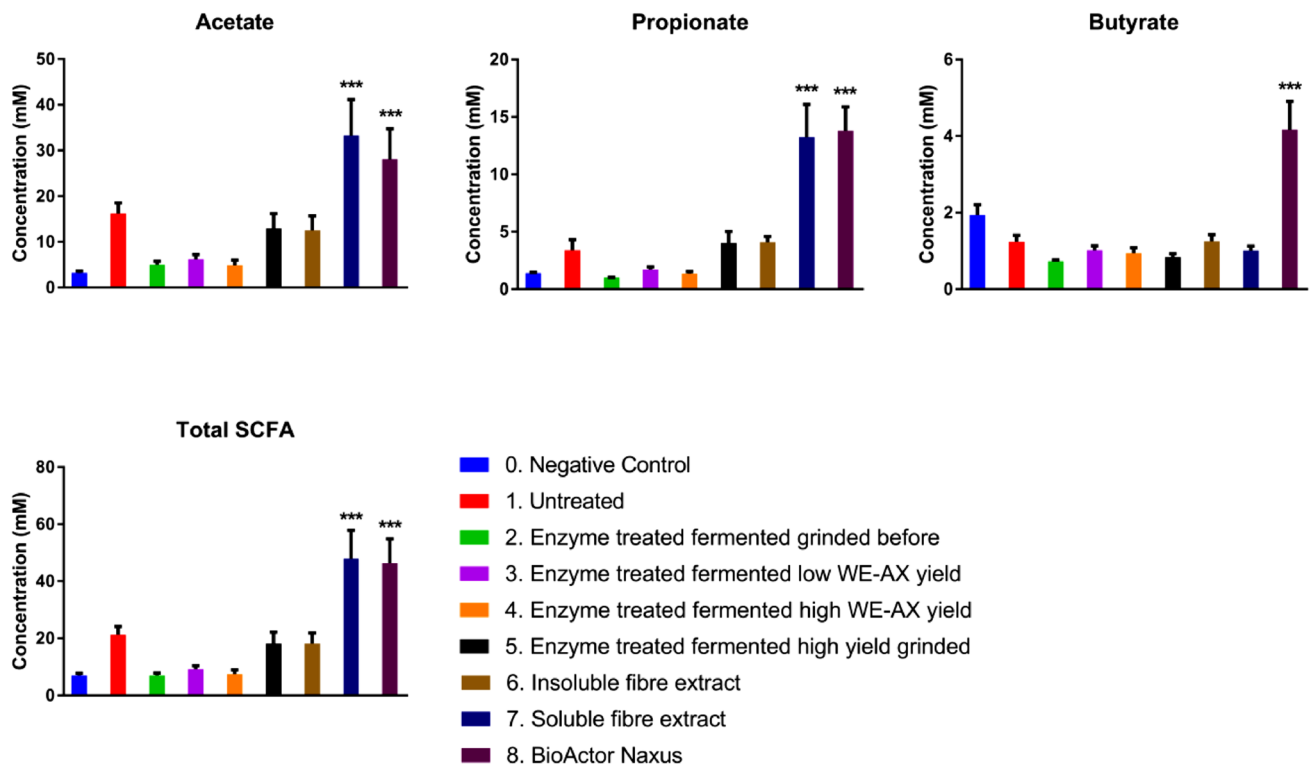 Acetate
Concentration (mM)
50
40
30
20
10
0
***
***
Propionate
Concentration (mM)
20
15
10
5
0
***
***
Butyrate
Concentration (mM)
6
4
2
0
***
Total SCFA
Concentration (mM)
80
60
40
20
0
***
***
0. Negative Control
1. Untreated
2. Enzyme treated fermented grinded before
3. Enzyme treated fermented low WE-AX yield
4. Enzyme treated fermented high WE-AX yield
5. Enzyme treated fermented high yield grinded
6. Insoluble fibre extract
7. Soluble fibre extract
8. BioActor Naxus